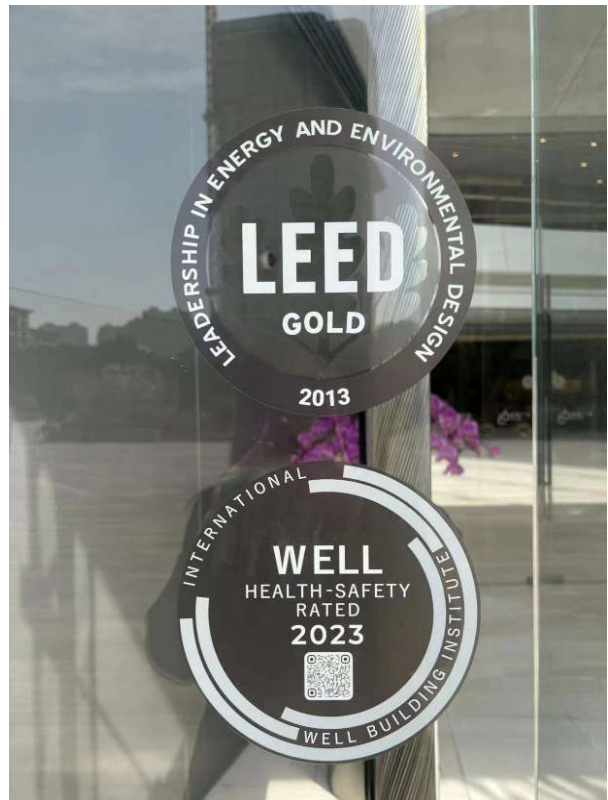 LEADERSHIP IN ENERGY AND ENVIRONMENTAL DESIGN
LEED
GOLD
2013
INTERNATIONAL
WELL
HEALTH-SAFETY
RATED
2023
WELL BUILDING INSTITUTE